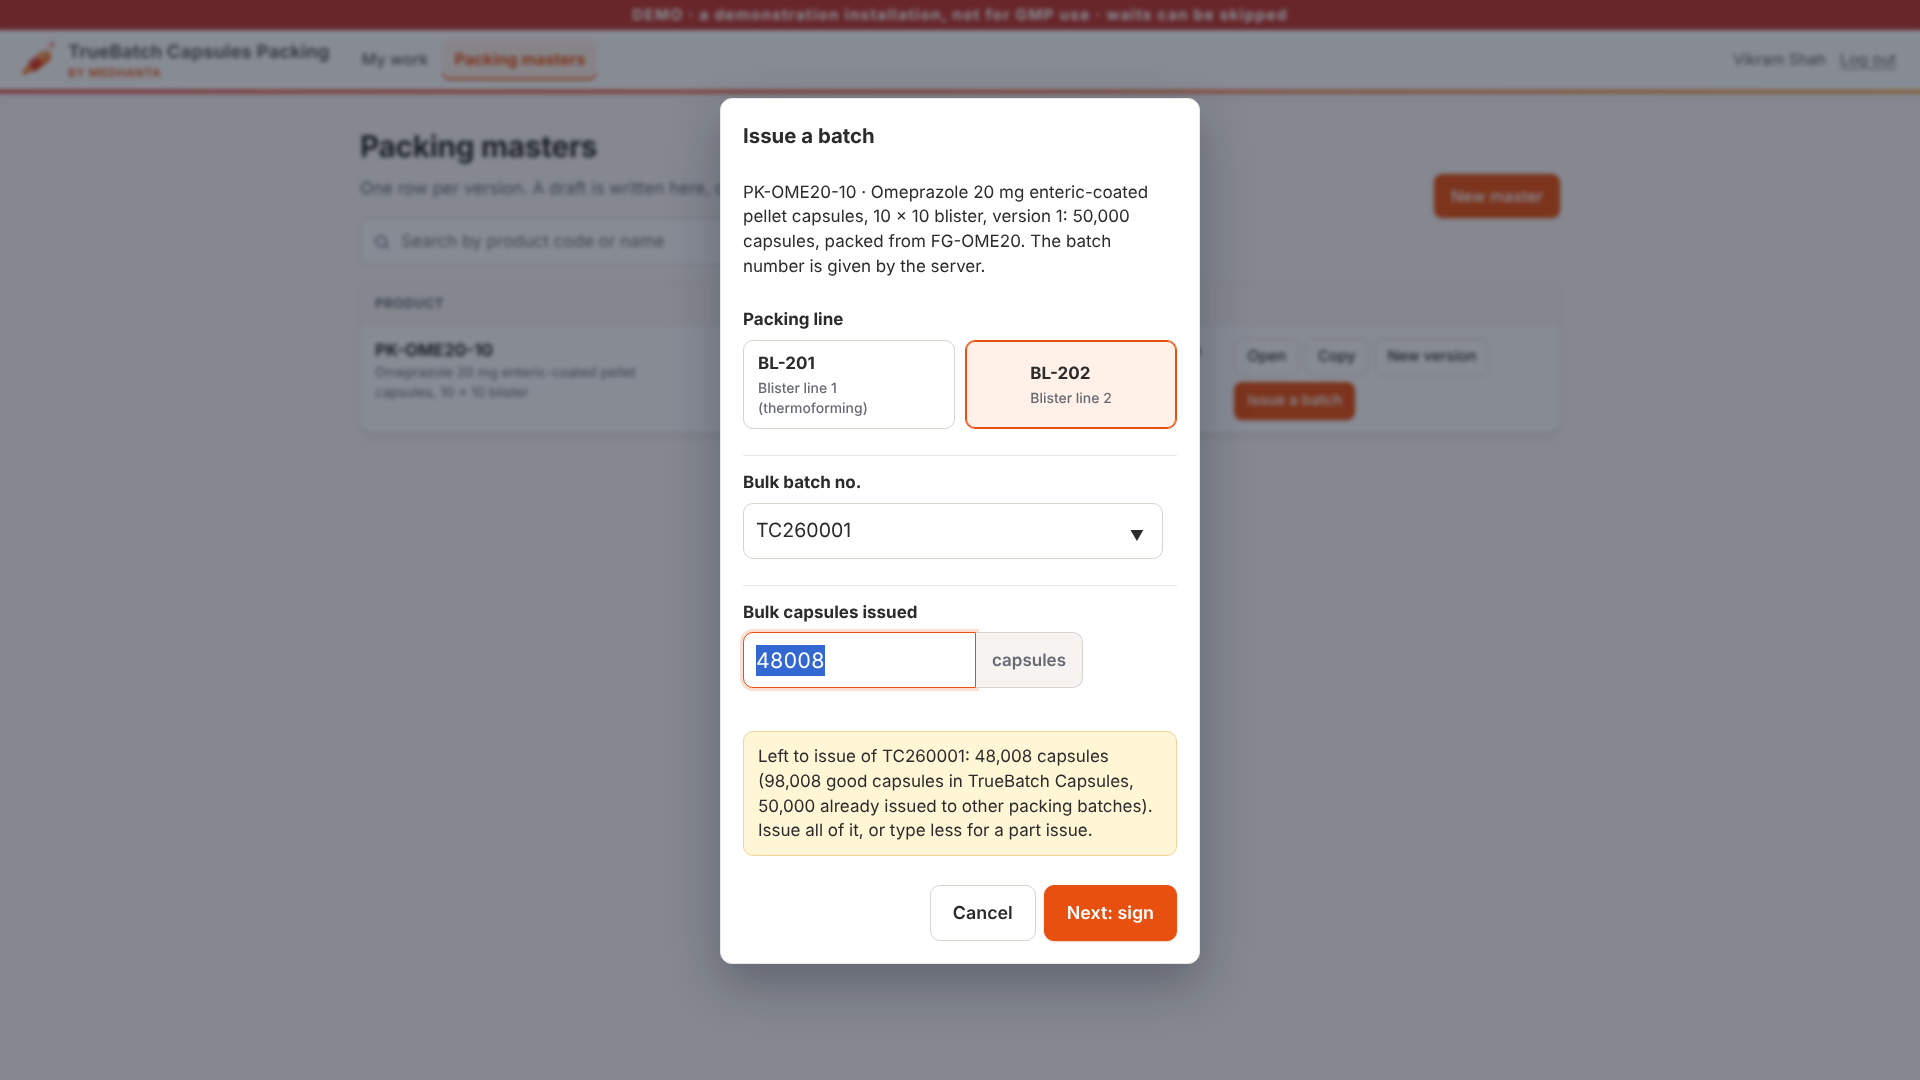 DEMO · a demonstration installation, not for GMP use · waits can be skipped
TrueBatch Capsules Packing
BY MEDHANTA
My work
Packing masters
Vikram Shah
Log out
Packing masters
One row per version. A draft is written here,
New master
Search by product code or name
PRODUCT
PK-OME20-10
Omeprazole 20 mg enteric-coated pellet
capsules, 10 × 10 blister
Open
Copy
New version
Issue a batch
Issue a batch
PK-OME20-10 · Omeprazole 20 mg enteric-coated
pellet capsules, 10 × 10 blister, version 1: 50,000
capsules, packed from FG-OME20. The batch
number is given by the server.
Packing line
BL-201
Blister line 1
(thermoforming)
BL-202
Blister line 2
Bulk batch no.
TC260001
Bulk capsules issued
48008
capsules
Left to issue of TC260001: 48,008 capsules
(98,008 good capsules in TrueBatch Capsules,
50,000 already issued to other packing batches).
Issue all of it, or type less for a part issue.
Cancel
Next: sign